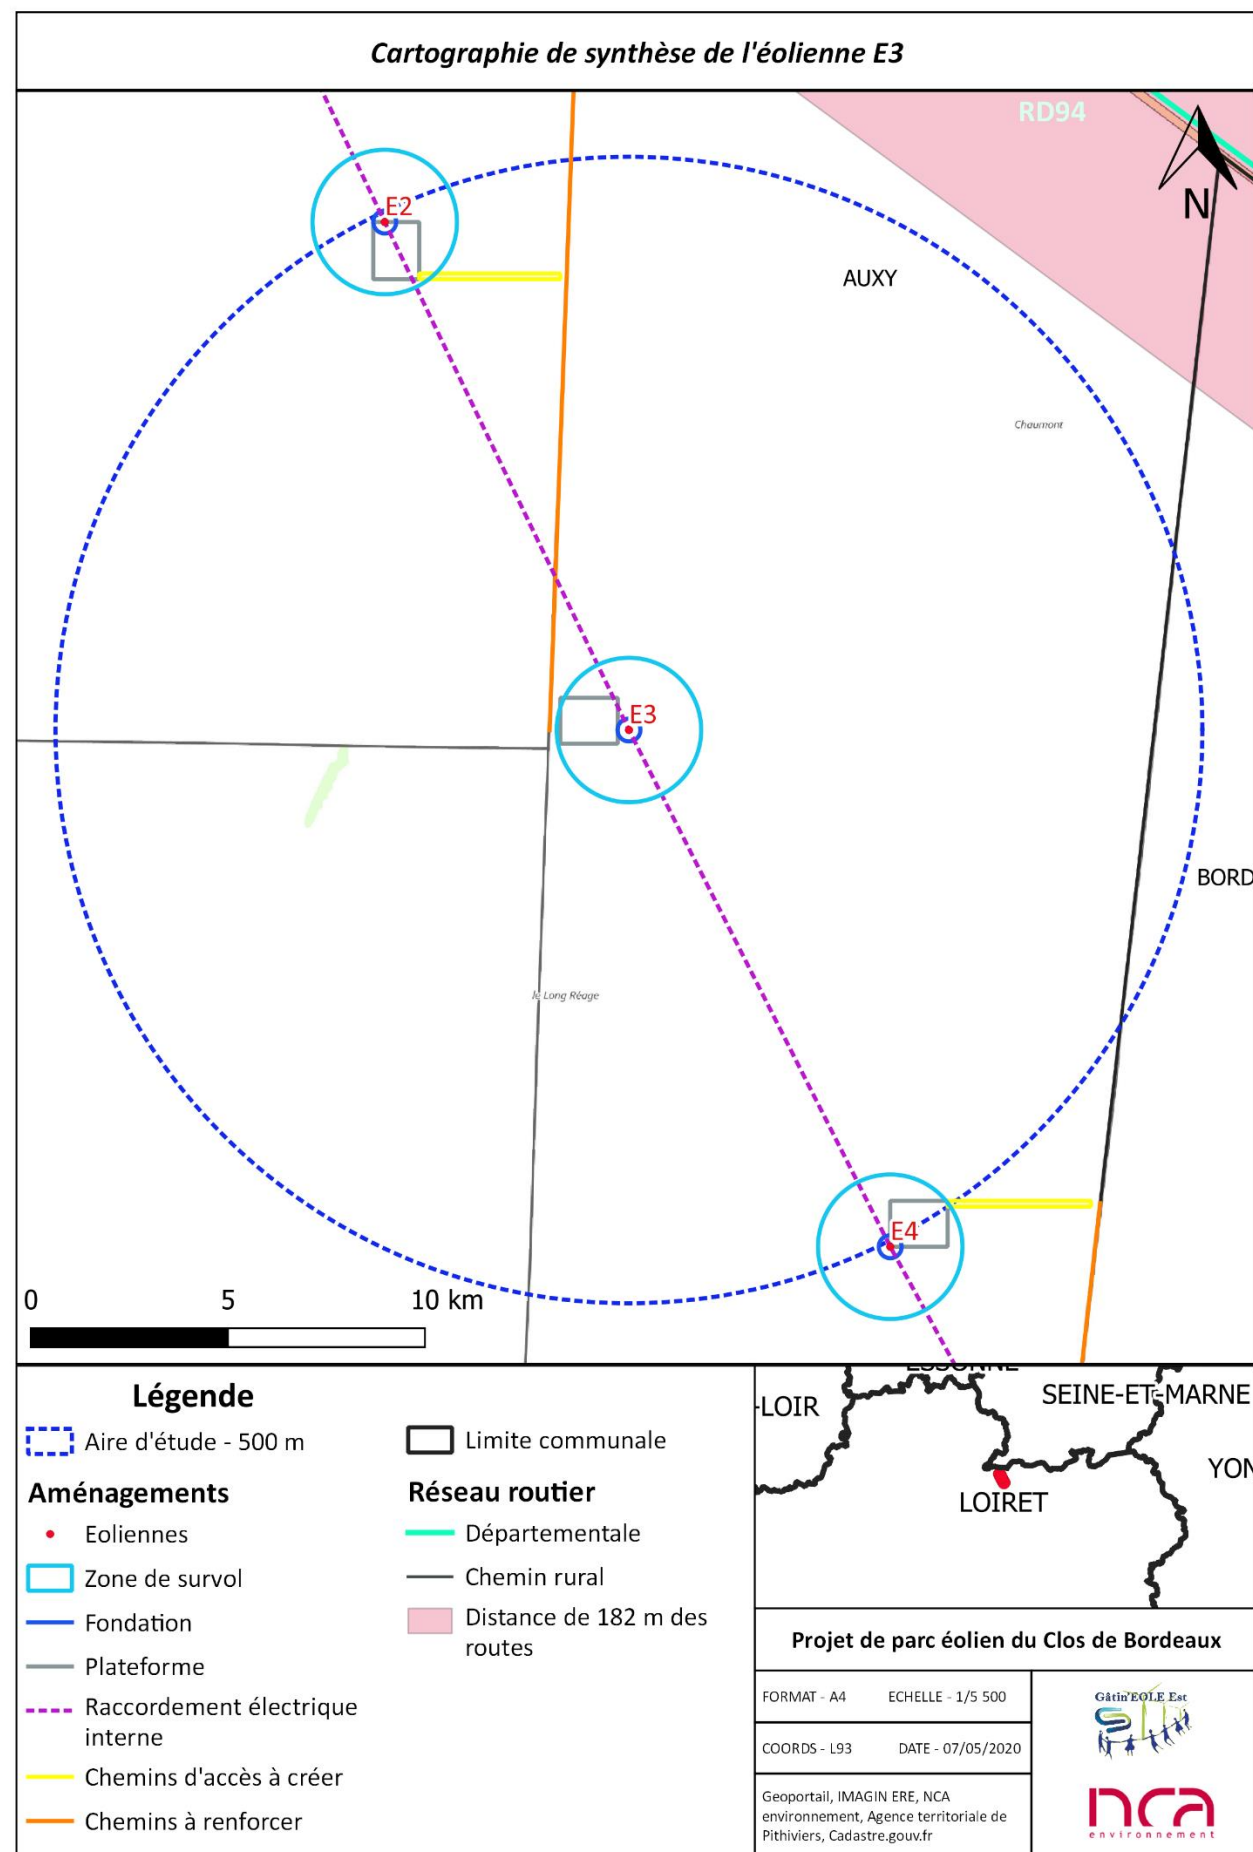 Cartographie de synthèse de l'éolienne E3
RD94
N
E2
AUXY
Chaumont
E3
BORD
le Long Réage
E4
0 5 10 km
Légende
Aire d'étude - 500 m
Aménagements
Eoliennes
Zone de survol
Fondation
Plateforme
Raccordement électrique
interne
Chemins d'accès à créer
Chemins à renforcer
Limite communale
Réseau routier
Départementale
Chemin rural
Distance de 182 m des
routes
ESSONNE
-LOIR
SEINE-ET-MARNE
YON
LOIRET
Projet de parc éolien du Clos de Bordeaux
FORMAT - A4 ECHELLE - 1/5 500
COORDS - L93 DATE - 07/05/2020
Geoportail, IMAGIN ERE, NCA
environnement, Agence territoriale de
Pithiviers, Cadastre.gouv.fr
Gâtin'EOLE Est
nca
environnement